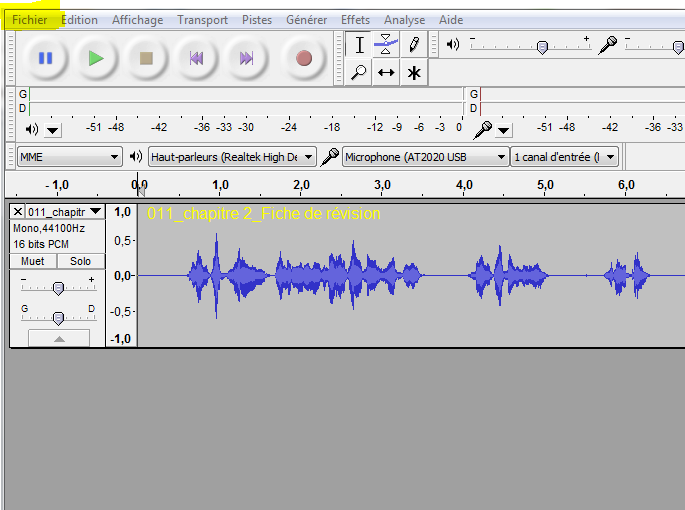 Fichier Edition Affichage Transport Pistes Générer Effets Analyse Aide
- + -
G G
D D
-51 -48 -42 -36 -33 -30 -24 -18 -12 -9 -6 -3 0 -51 -48 -42 -36 -33
MME Haut-parleurs (Realtek High De Microphone (AT2020 USB 1 canal d'entrée (I
- 1,0 0,0 1,0 2,0 3,0 4,0 5,0 6,0
011_chapitr 1,0 011_chapitre 2_Fiche de révision
Mono,44100Hz
16 bits PCM 0,5-
Muet Solo
- + 0,0-
G D -0,5-
-1,0